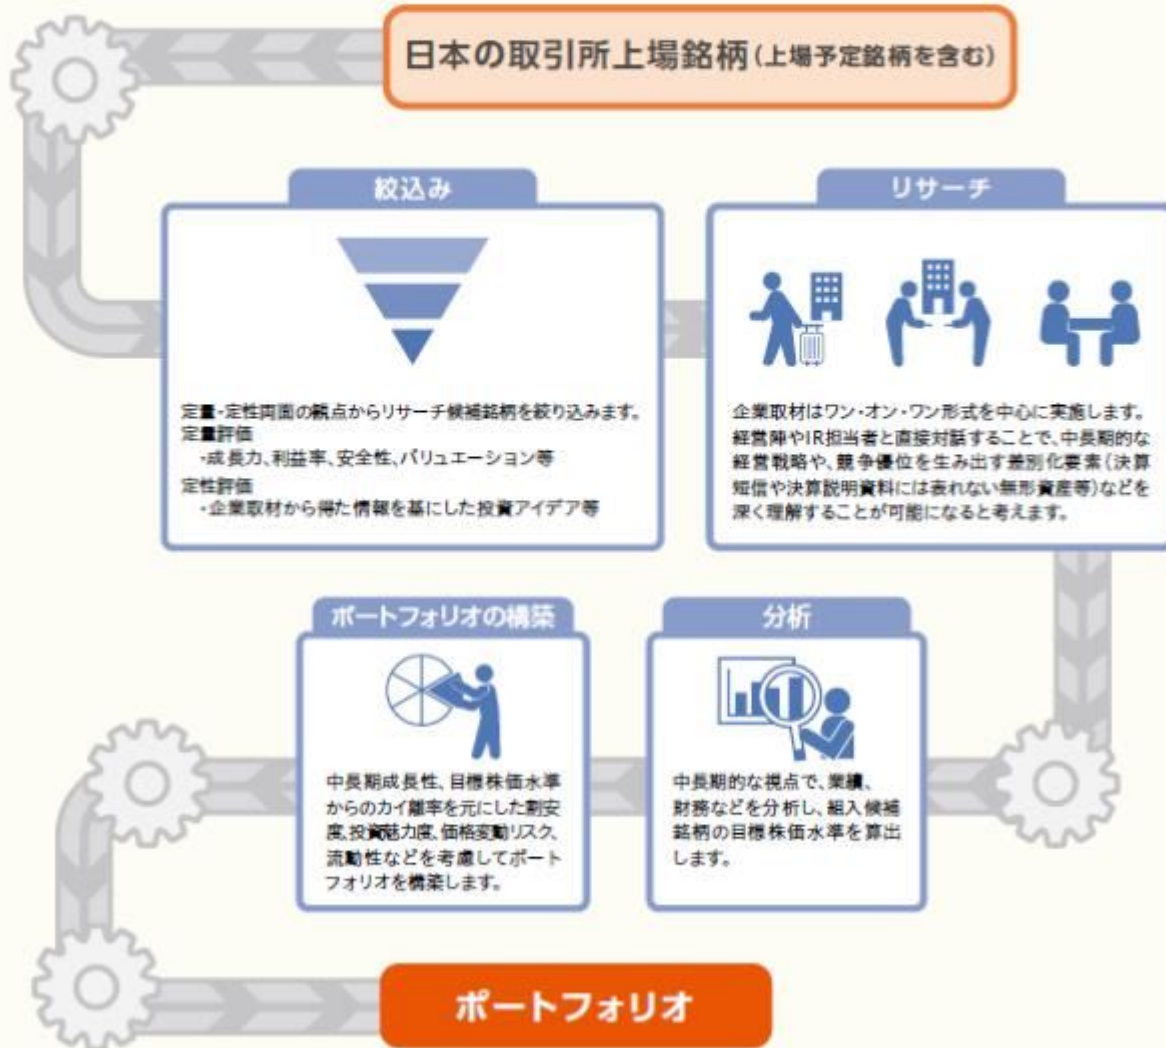 日本の取引所上場銘柄(上場予定銘柄を含む)
絞込み
定量・定性両面の観点からリサーチ候補銘柄を絞り込みます。
定量評価
・成長力、利益率、安全性、バリュエーション等
定性評価
・企業取材から得た情報を基にした投資アイデア等
リサーチ
企業取材はワン・オン・ワン形式を中心に実施します。
経営陣やIR担当者と直接対話することで、中長期的な
経営戦略や、競争優位を生み出す差別化要素(決算
短信や決算説明資料には表れない無形資産等)などを
深く理解することが可能になると考えます。
分析
中長期的な視点で、業績、
財務などを分析し、組入候補
銘柄の目標株価水準を算出
します。
ポートフォリオの構築
中長期成長性、目標株価水準
からのカイ離率を元にした割安
度、投資魅力度、価格変動リスク、
流動性などを考慮してポート
フォリオを構築します。
ポートフォリオ